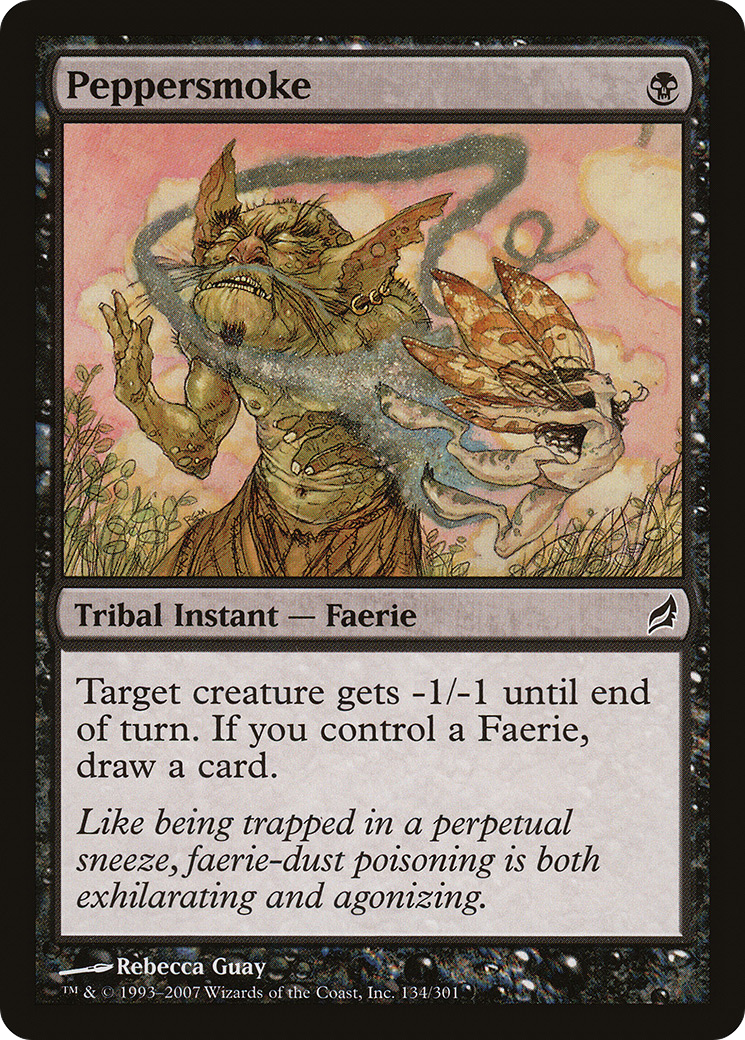 Peppersmoke
Tribal Instant — Faerie
Target creature gets -1/-1 until end
of turn. If you control a Faerie,
draw a card.
Like being trapped in a perpetual
sneeze, faerie-dust poisoning is both
exhilarating and agonizing.
Rebecca Guay
™ & © 1993–2007 Wizards of the Coast, Inc. 134/301